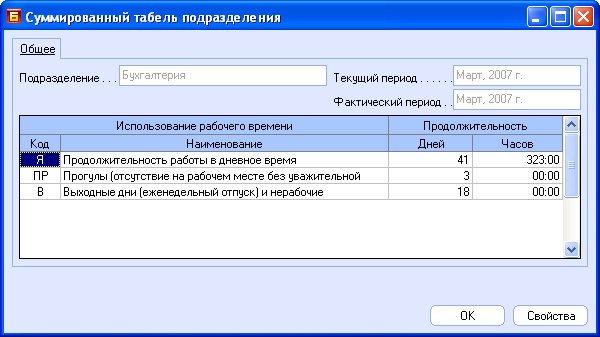 Суммированный табель подразделения
Общее
Подразделение . . . Бухгалтерия Текущий период . . . . . . Март, 2007 г.
Фактический период . . Март, 2007 г.
Использование рабочего времени Продолжительность
Код Наименование Дней Часов
Я Продолжительность работы в дневное время 41 323:00
ПР Прогулы (отсутствие на рабочем месте без уважительной 3 00:00
В Выходные дни (еженедельный отпуск) и нерабочие 18 00:00
OK Свойства